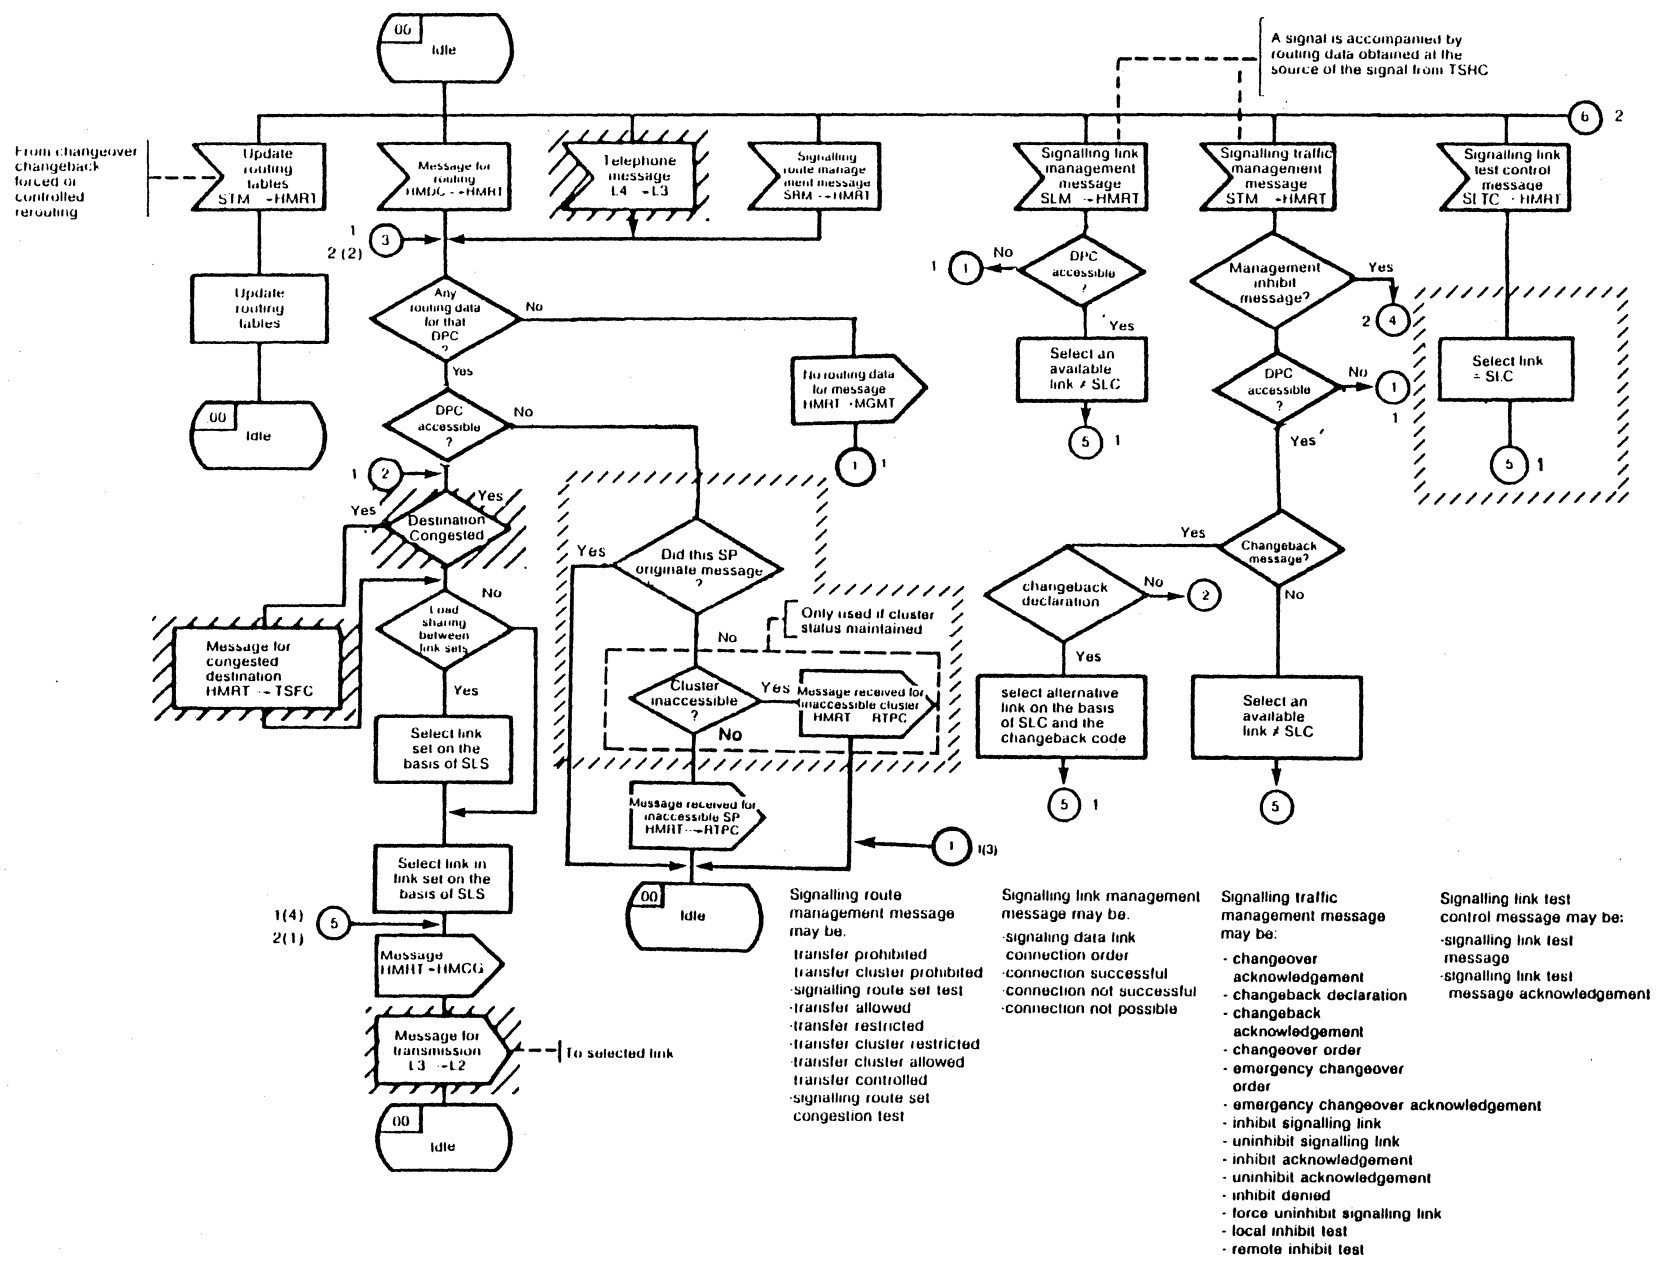 00
Idle
A signal is accompanied by
routing data obtained at the
source of the signal from TSRC
6 2
From changeover
changeback
forced or
controlled
rerouting
Update
routing
tables
STM → HMRT
Message for
routing
HMDC → HMRT
Telephone
message
L4 → L3
Signalling
route manage
ment message
SRM → HMRT
Signalling link
management
message
SLM → HMRT
Signalling traffic
management
message
STM → HMRT
Signalling link
test control
message
SLTC → HMRT
1
2 (2)
3
Update
routing
tables
00
Idle
Any
routing data
for that
DPC
?
No
Yes
No routing data
for message
HMRT → MGMT
1 1
DPC
accessible
?
No
1 2
Yes
Yes
Destination
Congested
No
Message for
congested
destination
HMRT → TSFC
Load
sharing
between
link sets
Yes
Select link
set on the
basis of SLS
Select link in
link set on the
basis of SLS
1(4)
2(1)
5
Message
HMRT → HMCG
Message for
transmission
L3 → L2
To selected link
00
Idle
Did this SP
originate message
?
Yes
No
Only used if cluster
status maintained
Cluster
inaccessible
?
Yes
No
Message received for
inaccessible cluster
HMRT RTPC
Message received for
inaccessible SP
HMRT → RTPC
1 1(3)
00
Idle
DPC
accessible
?
No
1 1
Yes
Select an
available
link ≠ SLC
5 1
Management
inhibit
message?
Yes
2 4
DPC
accessible
?
No
1
1
Yes
Changeback
message?
Yes
No
changeback
declaration
No
2
Yes
select alternative
link on the basis
of SLC and the
changeback code
5 1
Select an
available
link ≠ SLC
5
Select link
= SLC
5 1
Signalling route
management message
may be.
transfer prohibited
transfer cluster prohibited
·signalling route set test
·transfer allowed
·transfer restricted
·transfer cluster restricted
·transfer cluster allowed
transfer controlled
·signalling route set
congestion test
Signalling link management
message may be.
·signaling data link
connection order
·connection successful
·connection not successful
·connection not possible
Signalling traffic
management message
may be:
- changeover
acknowledgement
- changeback declaration
- changeback
acknowledgement
- changeover order
- emergency changeover
order
- emergency changeover acknowledgement
- inhibit signalling link
- uninhibit signalling link
- inhibit acknowledgement
- uninhibit acknowledgement
- inhibit denied
- force uninhibit signalling link
- local inhibit test
- remote inhibit test
Signalling link test
control message may be:
·signalling link test
message
·signalling link test
message acknowledgement